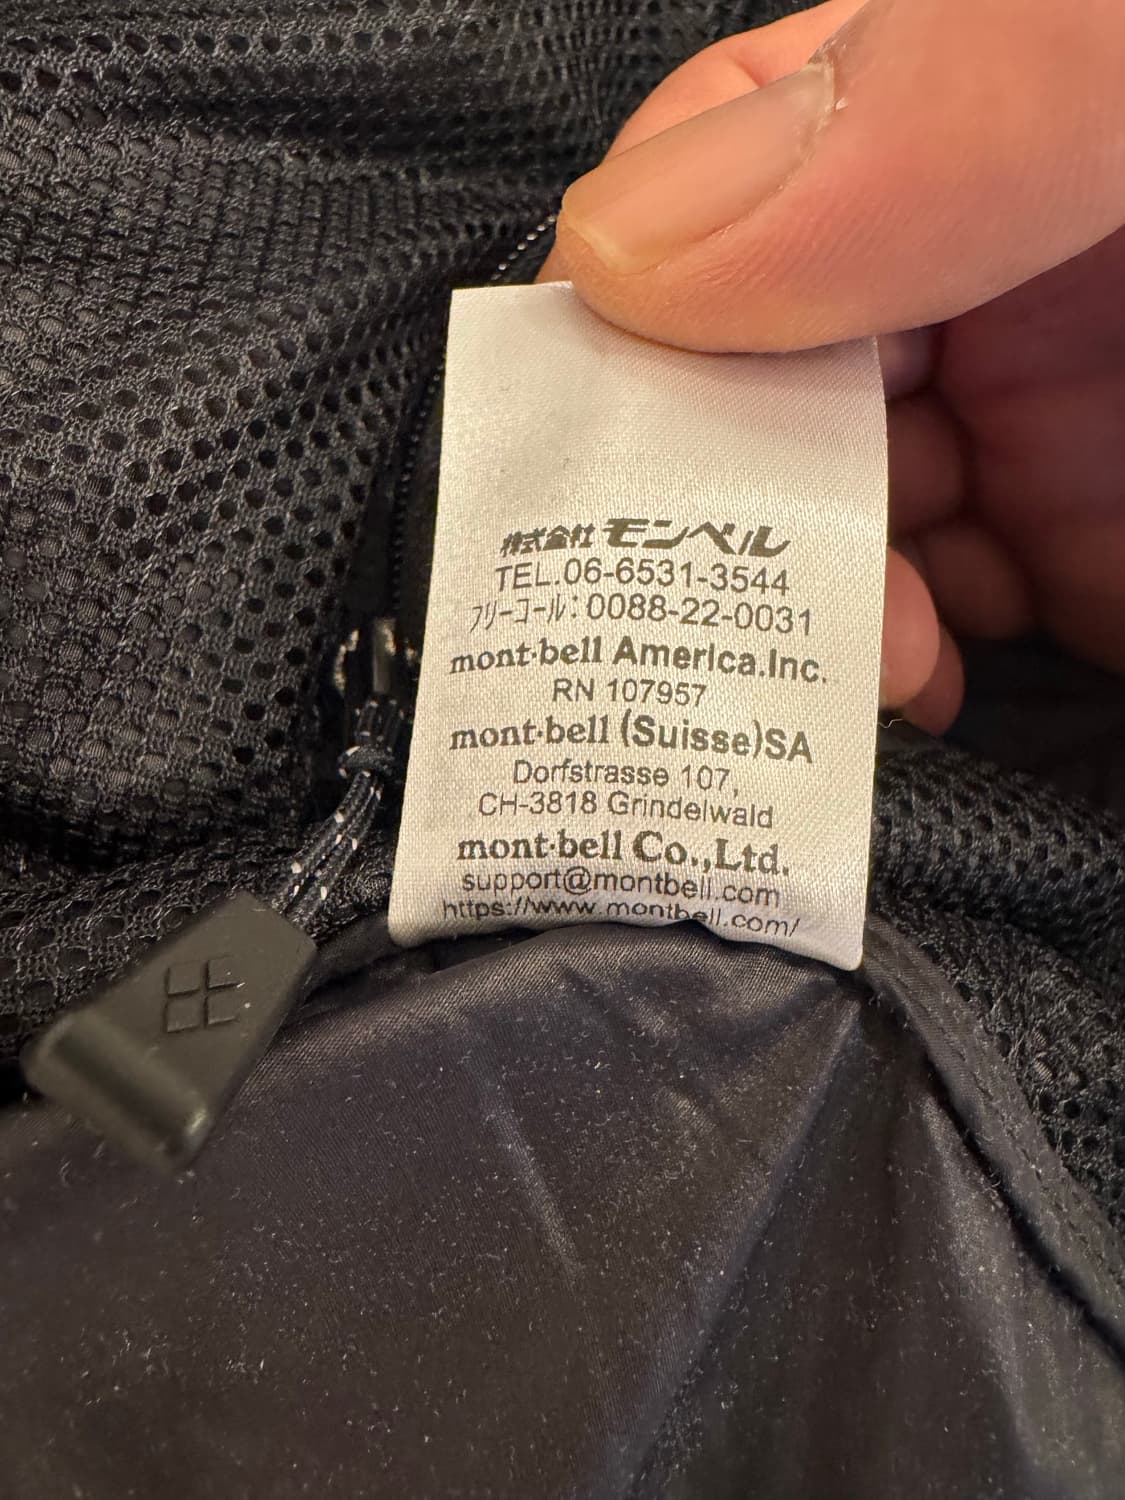 株式会社 モンベル
TEL.06-6531-3544
フリーコール:0088-22-0031
mont·bell America.Inc.
RN 107957
mont·bell (Suisse)SA
Dorfstrasse 107,
CH-3818 Grindelwald
mont·bell Co.,Ltd.
support@montbell.com
https://www.montbell.com/